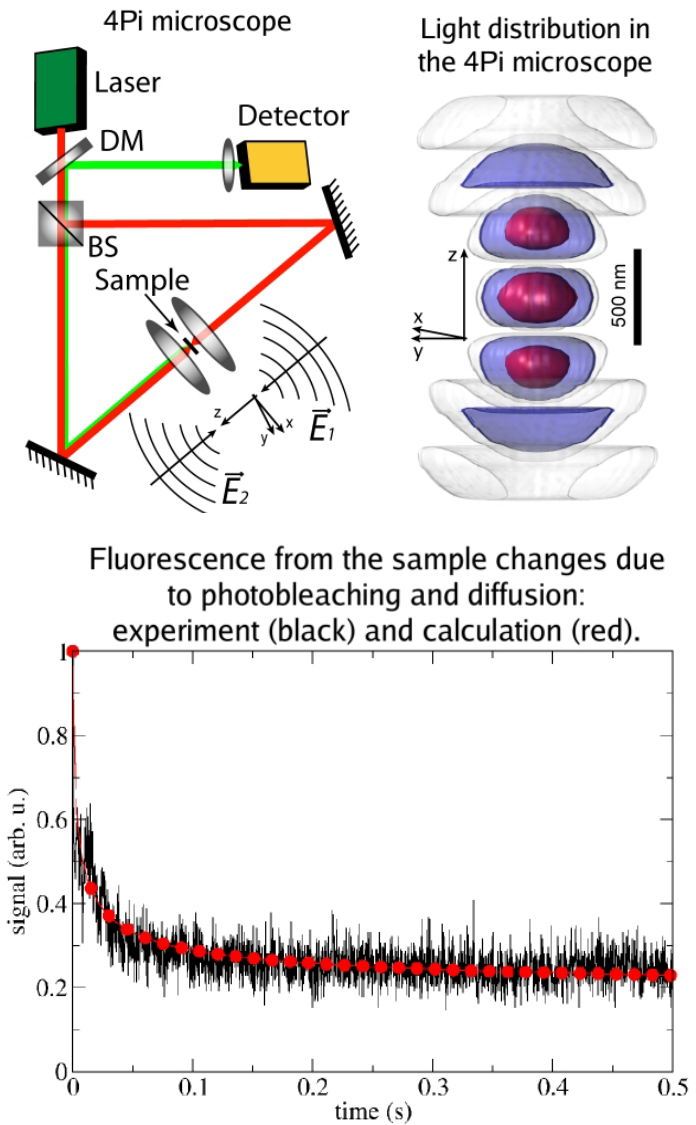 4Pi microscope
Laser
DM
Detector
BS
Sample
z
x
y
E1
E2
Light distribution in
the 4Pi microscope
z
x
y
500 nm
Fluorescence from the sample changes due
to photobleaching and diffusion:
experiment (black) and calculation (red).
1
0.8
0.6
0.4
0.2
0
signal (arb. u.)
0 0.1 0.2 0.3 0.4 0.5
time (s)